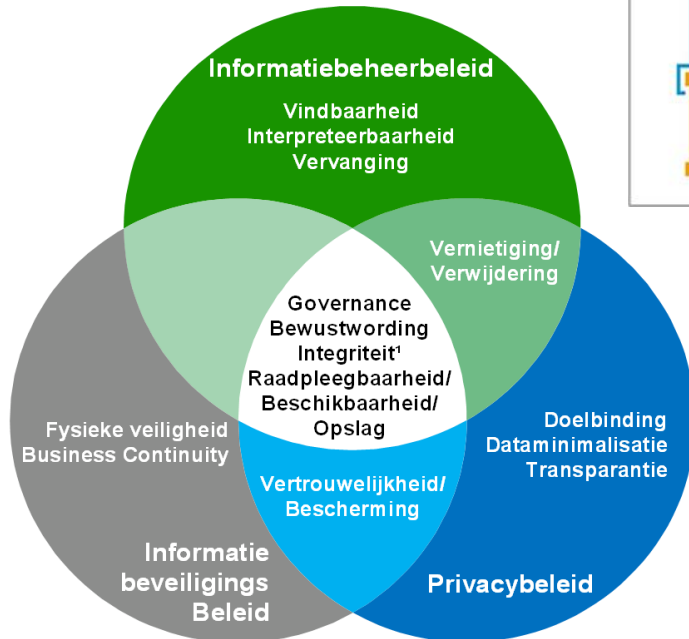 Informatiebeheerbeleid
Vindbaarheid
Interpreteerbaarheid
Vervanging
Vernietiging/
Verwijdering
Governance
Bewustwording
Integriteit¹
Raadpleegbaarheid/
Beschikbaarheid/
Opslag
Fysieke veiligheid
Business Continuity
Doelbinding
Dataminimalisatie
Transparantie
Vertrouwelijkheid/
Bescherming
Informatie
beveiligings
Beleid
Privacybeleid